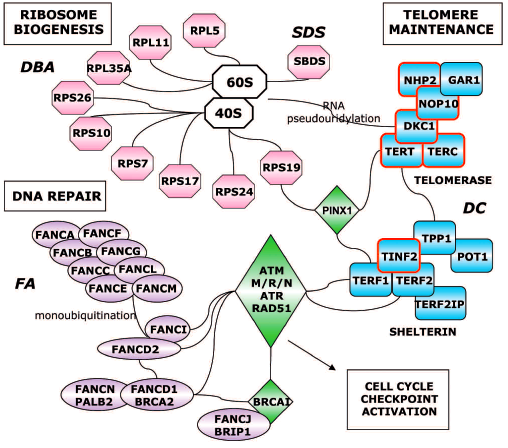 RIBOSOME
BIOGENESIS
DBA
RPL11
RPL5
SDS
SBDS
RPL35A
60S
40S
RPS26
RPS10
RPS7
RPS17
RPS24
RPS19
TELOMERE
MAINTENANCE
NHP2
GAR1
NOP10
RNA
pseudouridylation
DKC1
TERT
TERC
TELOMERASE
DC
PINX1
TPP1
POT1
TINF2
TERF1
TERF2
TERF2IP
SHELTERIN
DNA REPAIR
FA
FANCA
FANCF
FANCB
FANCG
FANCC
FANCL
FANCE
FANCM
monoubiquitination
FANCI
FANCD2
ATM
M/R/N
ATR
RAD51
FANCN
PALB2
FANCD1
BRCA2
BRCAI
FANCJ
BRIP1
CELL CYCLE
CHECKPOINT
ACTIVATION